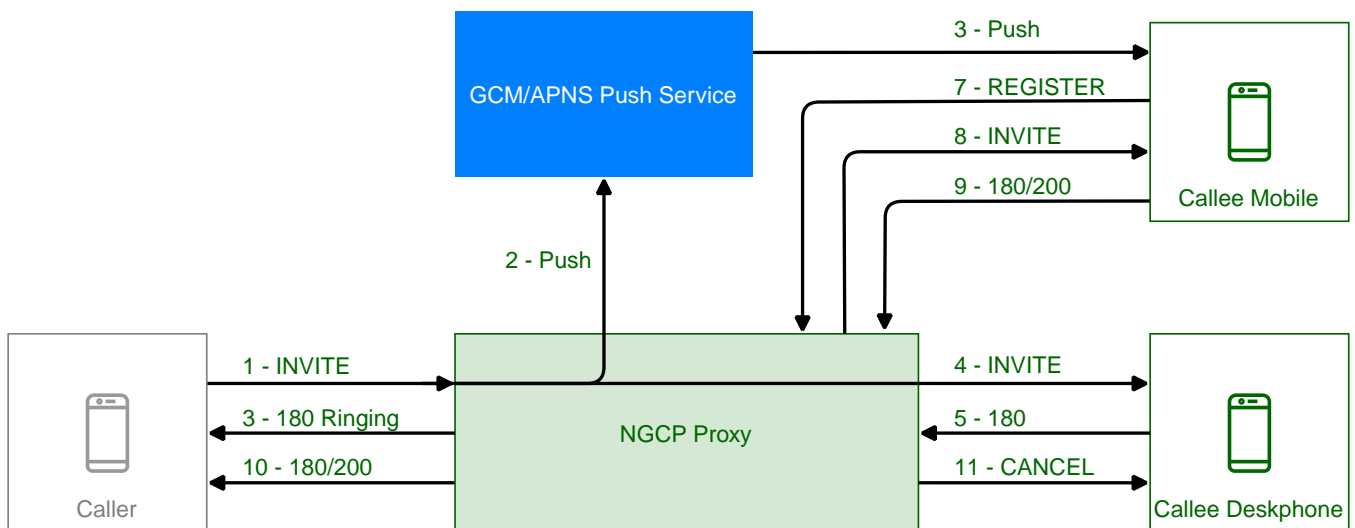 3 - Push
GCM/APNS Push Service
7 - REGISTER
8 - INVITE
9 - 180/200
Callee Mobile
2 - Push
1 - INVITE
4 - INVITE
3 - 180 Ringing
NGCP Proxy
5 - 180
10 - 180/200
11 - CANCEL
Caller
Callee Deskphone